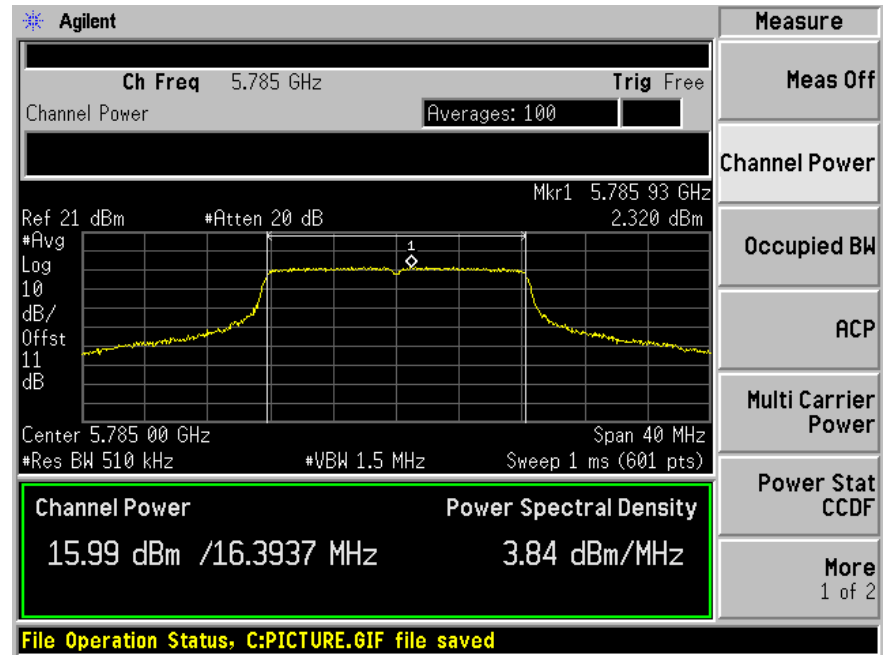 Agilent
Measure
Ch Freq 5.785 GHz Trig Free
Channel Power Averages: 100
Mkr1 5.785 93 GHz
Ref 21 dBm #Atten 20 dB 2.320 dBm
#Avg
Log
10
dB/
Offst
11
dB
1
Center 5.785 00 GHz Span 40 MHz
#Res BW 510 kHz #VBW 1.5 MHz Sweep 1 ms (601 pts)
Channel Power Power Spectral Density
15.99 dBm /16.3937 MHz 3.84 dBm/MHz
File Operation Status, C:PICTURE.GIF file saved
Meas Off
Channel Power
Occupied BW
ACP
Multi Carrier
Power
Power Stat
CCDF
More
1 of 2